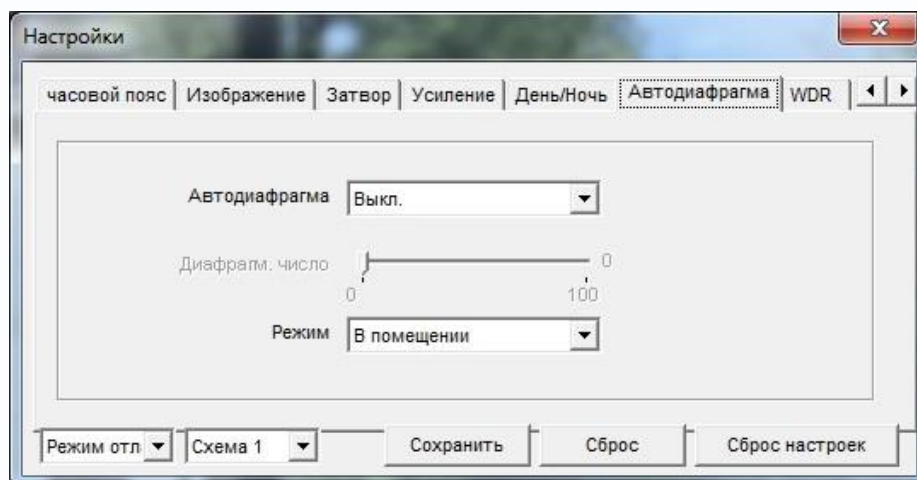 Настройки
часовой пояс Изображение Затвор Усиление День/Ночь Автодиафрагма WDR
Автодиафрагма Выкл.
Диафрагм. число 0
0 100
Режим В помещении
Режим отл Схема 1 Сохранить Сброс Сброс настроек